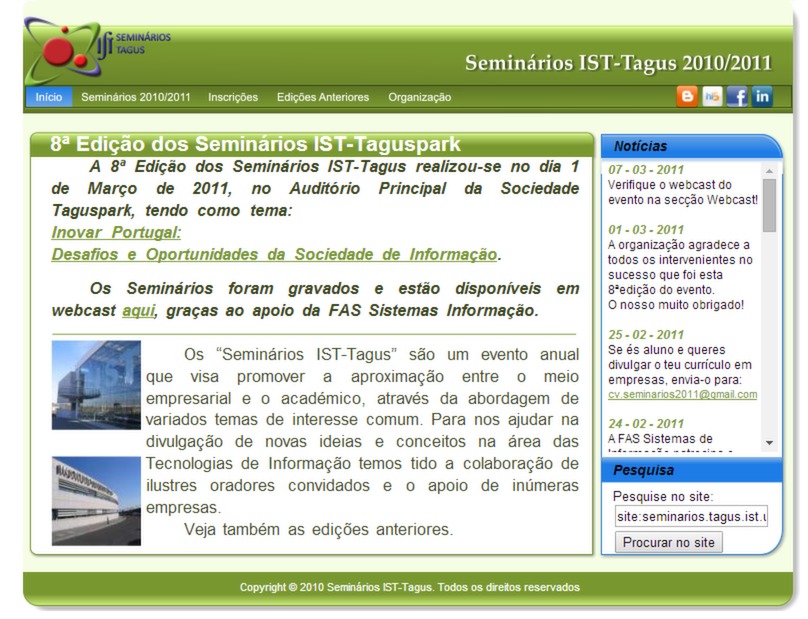 SEMINÁRIOS
TAGUS
Seminários IST-Tagus 2010/2011
Início Seminários 2010/2011 Inscrições Edições Anteriores Organização
8ª Edição dos Seminários IST-Taguspark
A 8ª Edição dos Seminários IST-Tagus realizou-se no dia 1
de Março de 2011, no Auditório Principal da Sociedade
Taguspark, tendo como tema:
Inovar Portugal:
Desafios e Oportunidades da Sociedade de Informação.
Os Seminários foram gravados e estão disponíveis em
webcast aqui, graças ao apoio da FAS Sistemas Informação.
Os “Seminários IST-Tagus” são um evento anual
que visa promover a aproximação entre o meio
empresarial e o académico, através da abordagem de
variados temas de interesse comum. Para nos ajudar na
divulgação de novas ideias e conceitos na área das
Tecnologias de Informação temos tido a colaboração de
ilustres oradores convidados e o apoio de inúmeras
empresas.
Veja também as edições anteriores.
Notícias
07 - 03 - 2011
Verifique o webcast do
evento na secção Webcast!
01 - 03 - 2011
A organização agradece a
todos os intervenientes no
sucesso que foi esta
8ªedição do evento.
O nosso muito obrigado!
25 - 02 - 2011
Se és aluno e queres
divulgar o teu currículo em
empresas, envia-o para:
cv.seminarios2011@gmail.com
24 - 02 - 2011
A FAS Sistemas de
Pesquisa
Pesquise no site:
site:seminarios.tagus.ist.u
Procurar no site
Copyright © 2010 Seminários IST-Tagus. Todos os direitos reservados